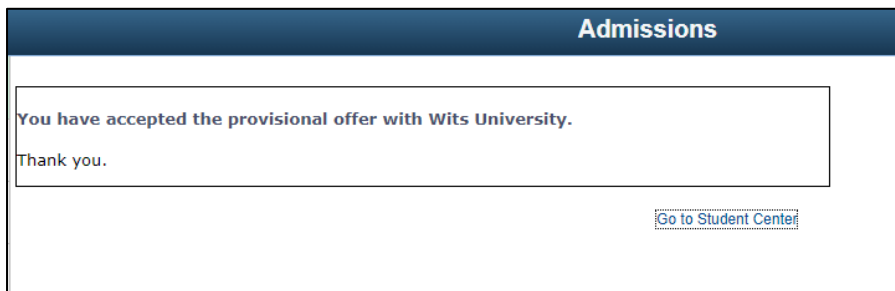 Admissions
You have accepted the provisional offer with Wits University.
Thank you.
Go to Student Center